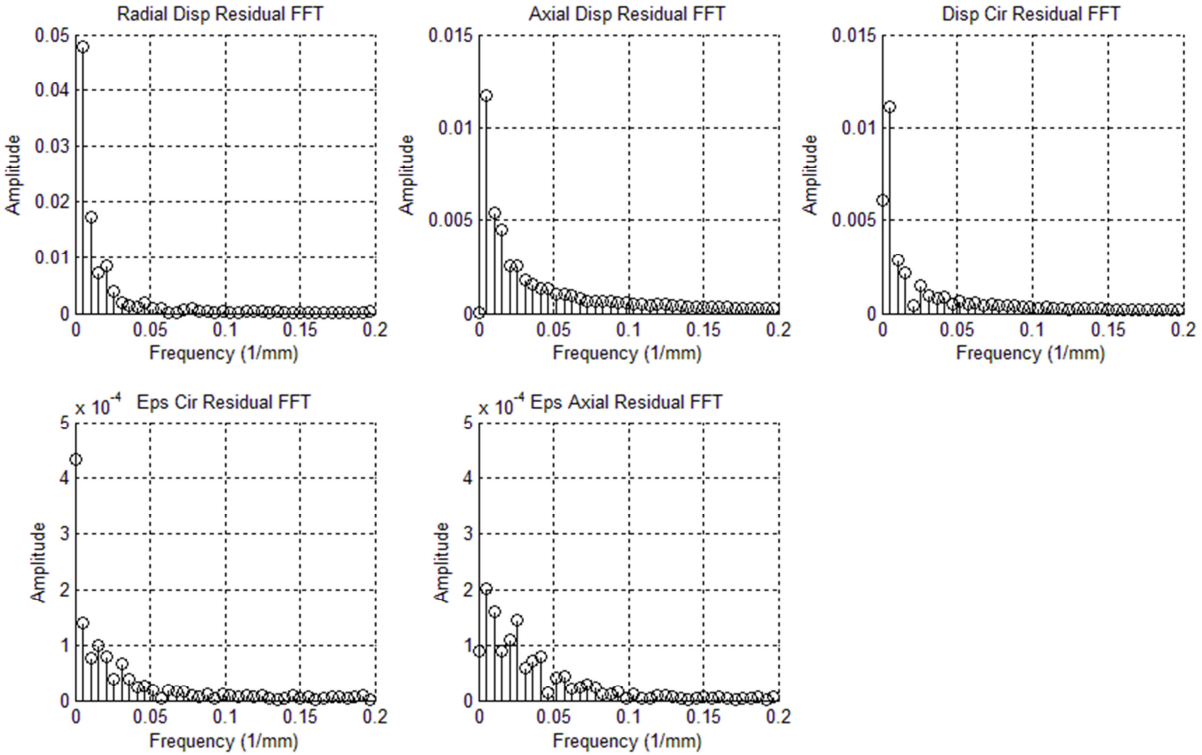 Radial Disp Residual FFT
0.05
0.04
0.03
0.02
0.01
0
Amplitude
0 0.05 0.1 0.15 0.2
Frequency (1/mm)
Axial Disp Residual FFT
0.015
0.01
0.005
0
Amplitude
0 0.05 0.1 0.15 0.2
Frequency (1/mm)
Disp Cir Residual FFT
0.015
0.01
0.005
0
Amplitude
0 0.05 0.1 0.15 0.2
Frequency (1/mm)
x 10⁻⁴ Eps Cir Residual FFT
5
4
3
2
1
0
Amplitude
0 0.05 0.1 0.15 0.2
Frequency (1/mm)
x 10⁻⁴ Eps Axial Residual FFT
5
4
3
2
1
0
Amplitude
0 0.05 0.1 0.15 0.2
Frequency (1/mm)